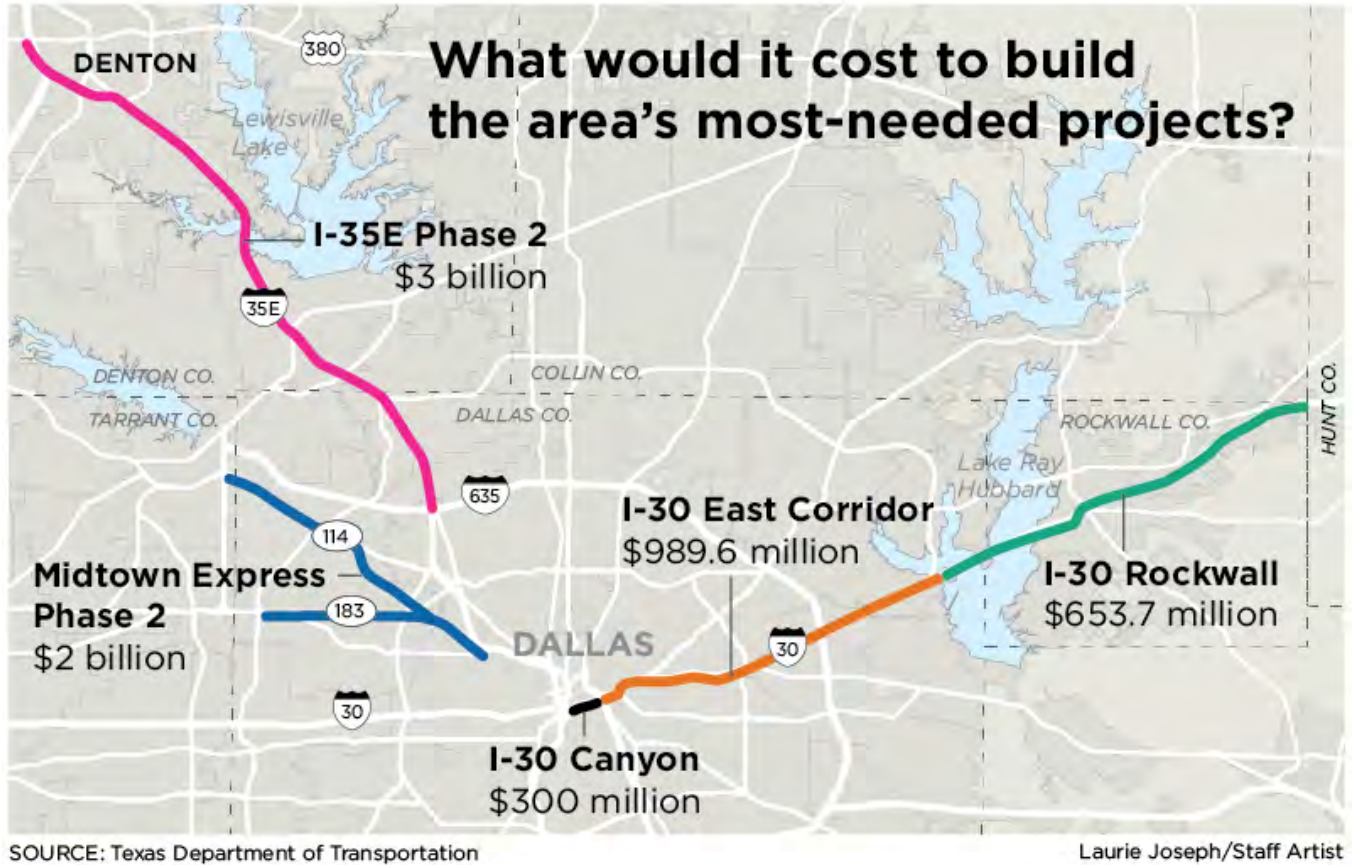 What would it cost to build
the area's most-needed projects?
DENTON
380
Lewisville
Lake
I-35E Phase 2
$3 billion
35E
DENTON CO.
COLLIN CO.
TARRANT CO.
DALLAS CO.
ROCKWALL CO.
HUNT CO.
Lake Ray
Hubbard
635
114
Midtown Express
Phase 2
$2 billion
183
I-30 East Corridor
$989.6 million
I-30 Rockwall
$653.7 million
DALLAS
30
30
I-30 Canyon
$300 million
SOURCE: Texas Department of Transportation
Laurie Joseph/Staff Artist